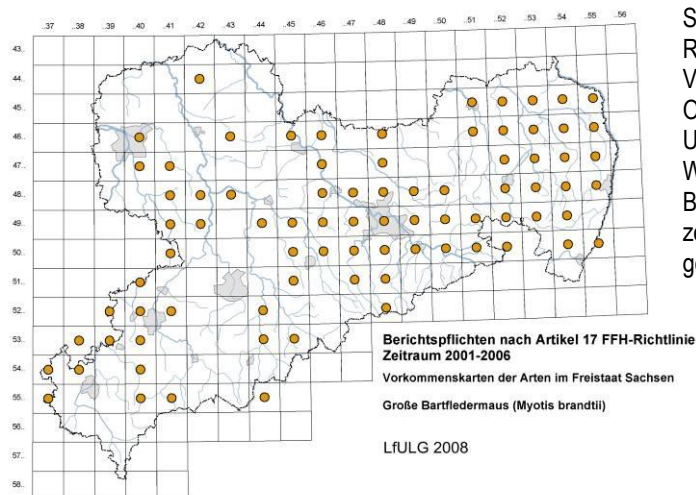 ..37 ..38 ..39 ..40 ..41 ..42 ..43 ..44 ..45 ..46 ..47 ..48 ..49 ..50 ..51 ..52 ..53 ..54 ..55 ..56
43..
44..
45..
46..
47..
48..
49..
50..
51..
52..
53..
54..
55..
56..
57..
58..
Berichtspflichten nach Artikel 17 FFH-Richtlinie
Zeitraum 2001-2006
Vorkommenskarten der Arten im Freistaat Sachsen
Große Bartfledermaus (Myotis brandtii)
LfULG 2008